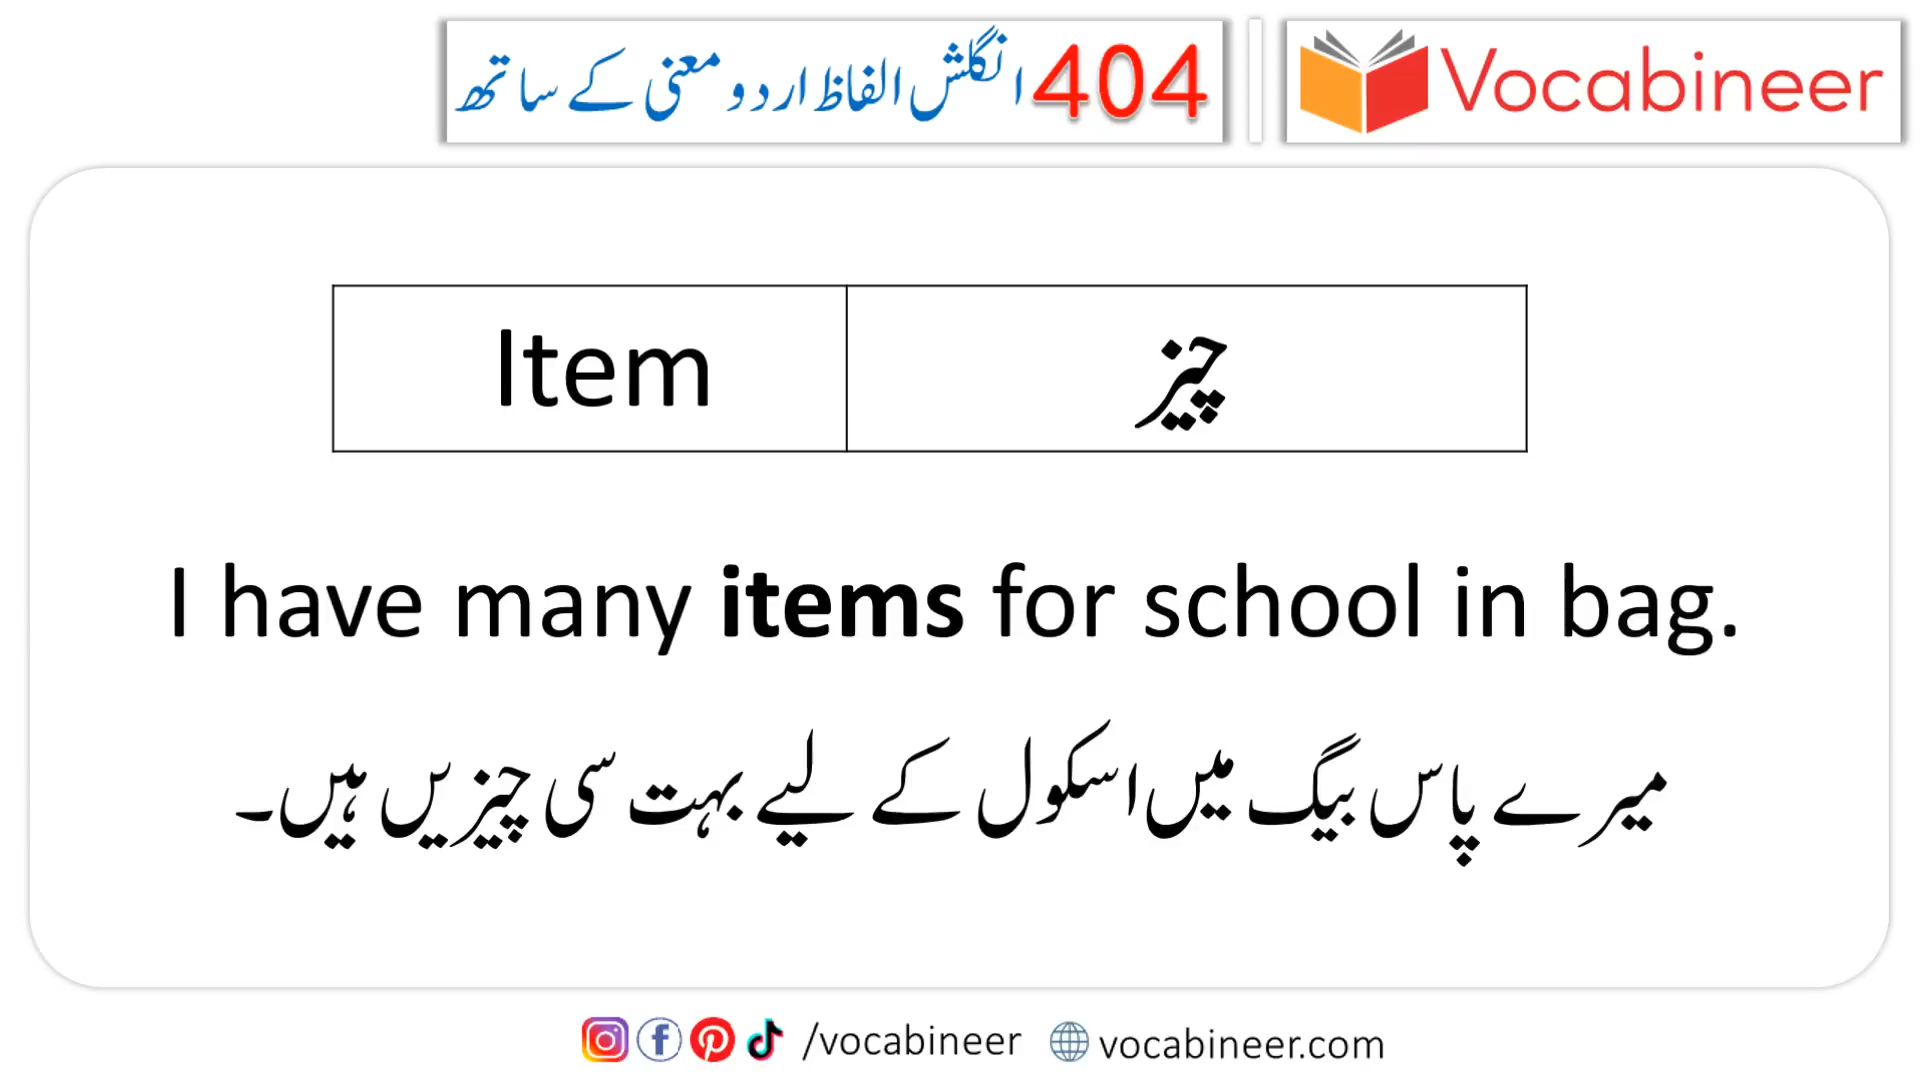 404 انگلش الفاظ اردو معنی کے ساتھ
Vocabineer
Item
چیز
I have many items for school in bag.
میرے پاس بیگ میں اسکول کے لیے بہت سی چیزیں ہیں۔
/vocabineer
vocabineer.com